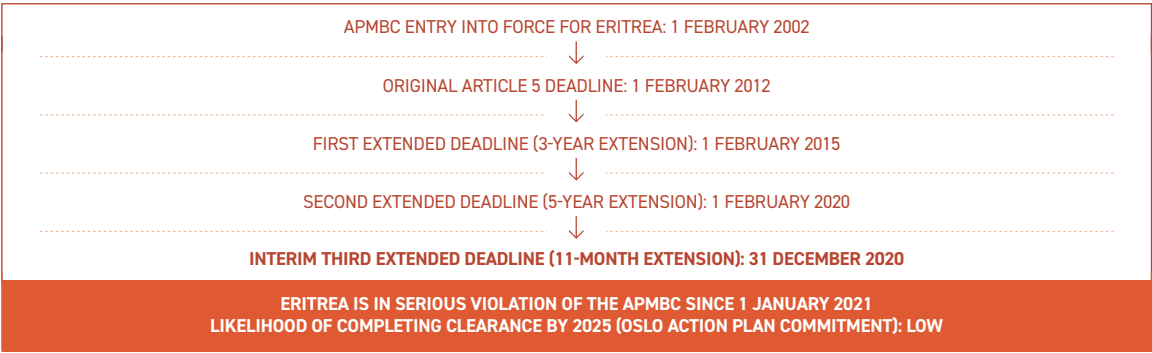 APMBC ENTRY INTO FORCE FOR ERITREA: 1 FEBRUARY 2002
ORIGINAL ARTICLE 5 DEADLINE: 1 FEBRUARY 2012
FIRST EXTENDED DEADLINE (3-YEAR EXTENSION): 1 FEBRUARY 2015
SECOND EXTENDED DEADLINE (5-YEAR EXTENSION): 1 FEBRUARY 2020
INTERIM THIRD EXTENDED DEADLINE (11-MONTH EXTENSION): 31 DECEMBER 2020
ERITREA IS IN SERIOUS VIOLATION OF THE APMBC SINCE 1 JANUARY 2021
LIKELIHOOD OF COMPLETING CLEARANCE BY 2025 (OSLO ACTION PLAN COMMITMENT): LOW